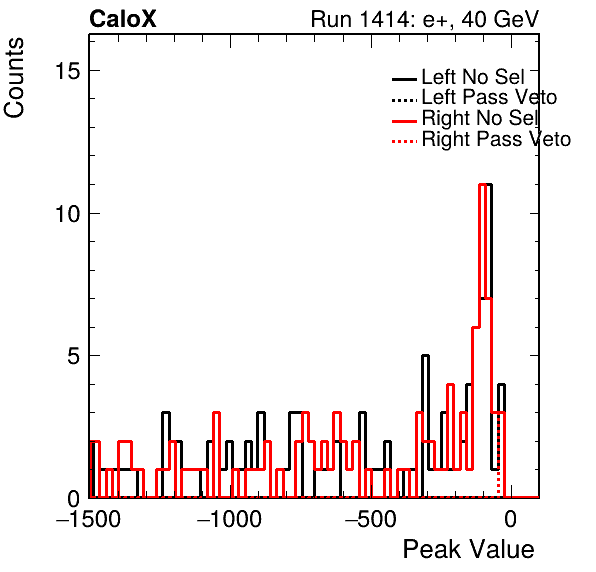 CaloX Run 1414: e+, 40 GeV
Counts
15
10
5
0
Left No Sel
Left Pass Veto
Right No Sel
Right Pass Veto
−1500 −1000 −500 0
Peak Value